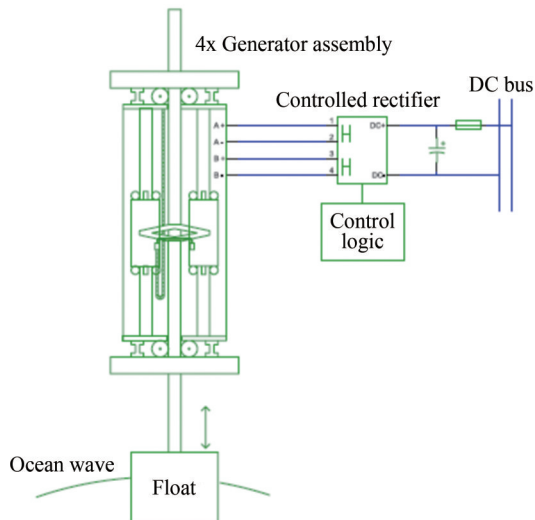 4x Generator assembly
DC bus
Controlled rectifier
A+
A-
B+
B-
1
2
3
4
H
H
DC+
DC-
+
Control
logic
Ocean wave
Float